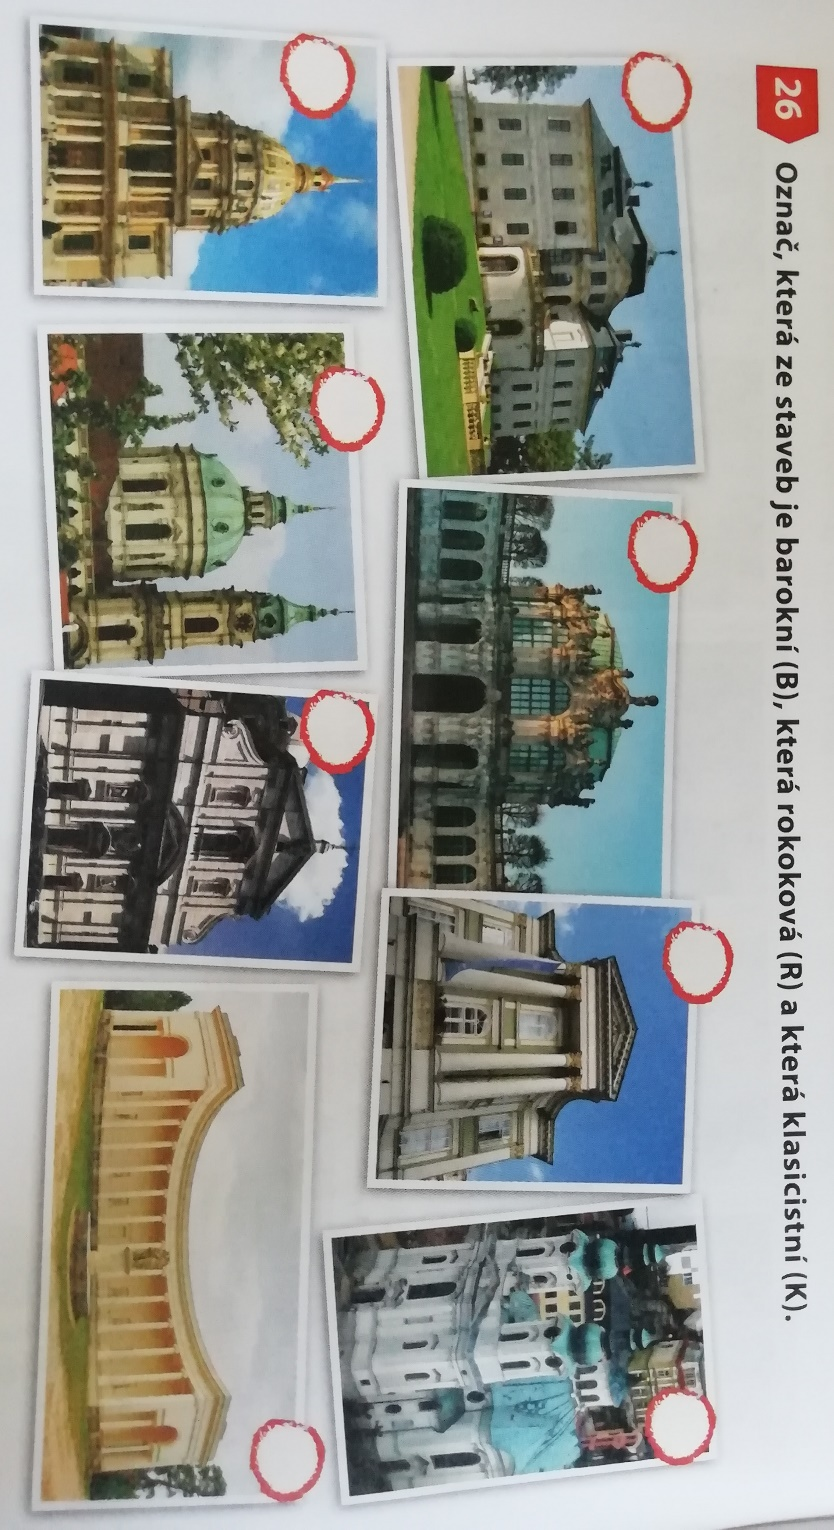 26 Označ, která ze staveb je barokní (B), která rokoková (R) a která klasicistní (K).